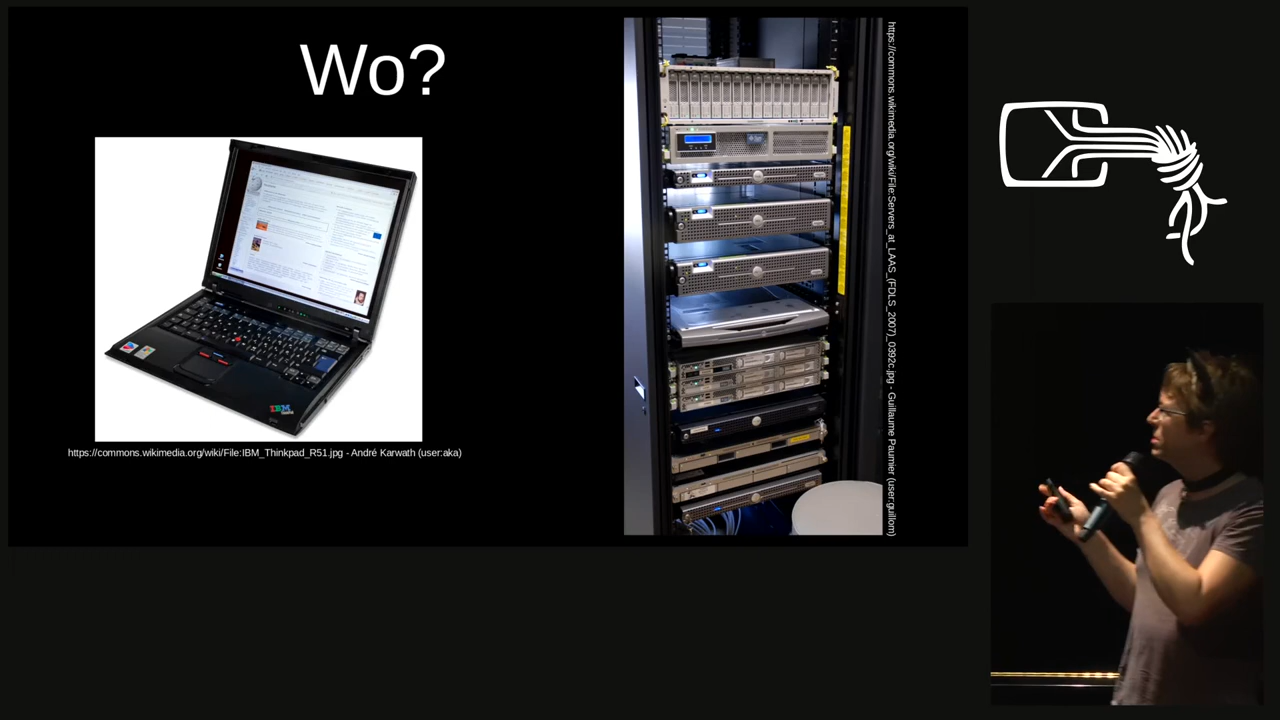 Wo?
https://commons.wikimedia.org/wiki/File:IBM_Thinkpad_R51.jpg - André Karwath (user:aka)
https://commons.wikimedia.org/wiki/File:Servers_at_LAAS_(FDLS_2007)_0392c.jpg - Guillaume Paumier (user:guillom)
IBM